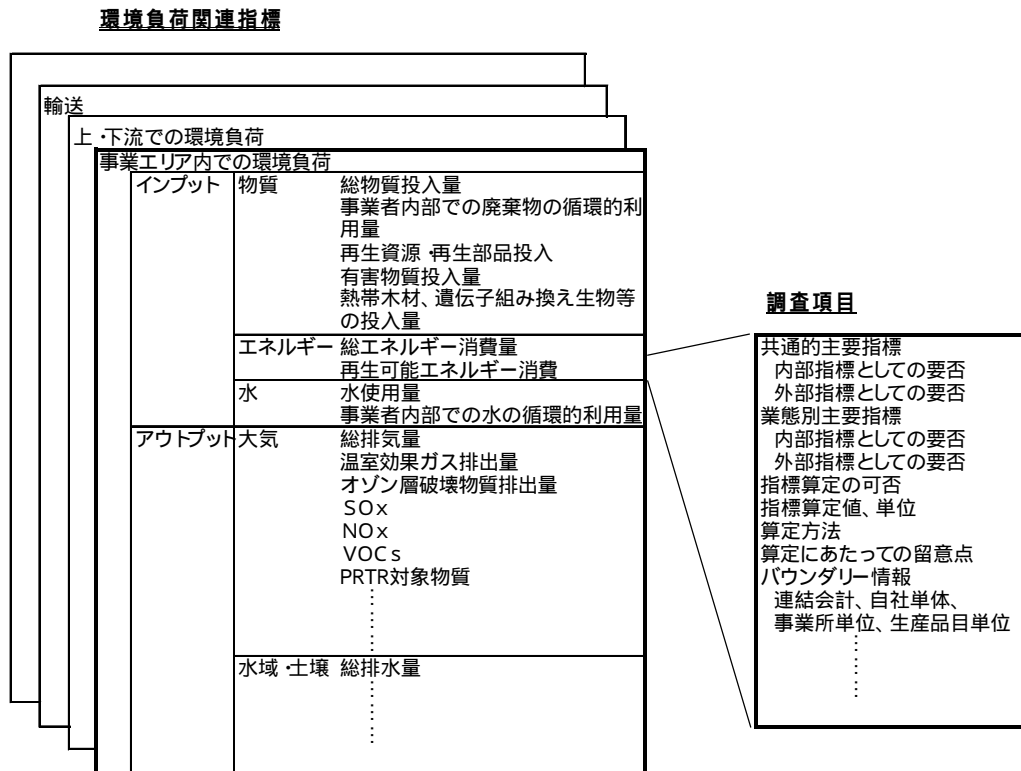 環境負荷関連指標
輸送
上・下流での環境負荷
事業エリア内での環境負荷
インプット 物質 総物質投入量
事業者内部での廃棄物の循環的利
用量
再生資源・再生部品投入
有害物質投入量
熱帯木材、遺伝子組み換え生物等
の投入量
エネルギー 総エネルギー消費量
再生可能エネルギー消費
水 水使用量
事業者内部での水の循環的利用量
アウトプット 大気 総排気量
温室効果ガス排出量
オゾン層破壊物質排出量
SOx
NOx
VOCs
PRTR対象物質
水域・土壌 総排水量
調査項目
共通的主要指標
内部指標としての要否
外部指標としての要否
業態別主要指標
内部指標としての要否
外部指標としての要否
指標算定の可否
指標算定値、単位
算定方法
算定にあたっての留意点
バウンダリー情報
連結会計、自社単体、
事業所単位、生産品目単位